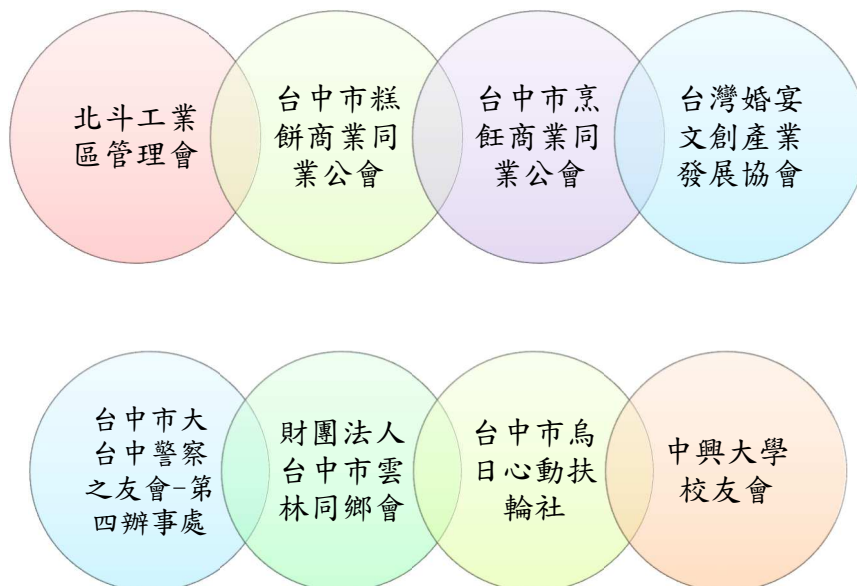 北斗工業
區管理會
台中市糕
餅商業同
業公會
台中市烹
飪商業同
業公會
台灣婚宴
文創產業
發展協會
台中市大
台中警察
之友會-第
四辦事處
財團法人
台中市雲
林同鄉會
台中市烏
日心動扶
輪社
中興大學
校友會